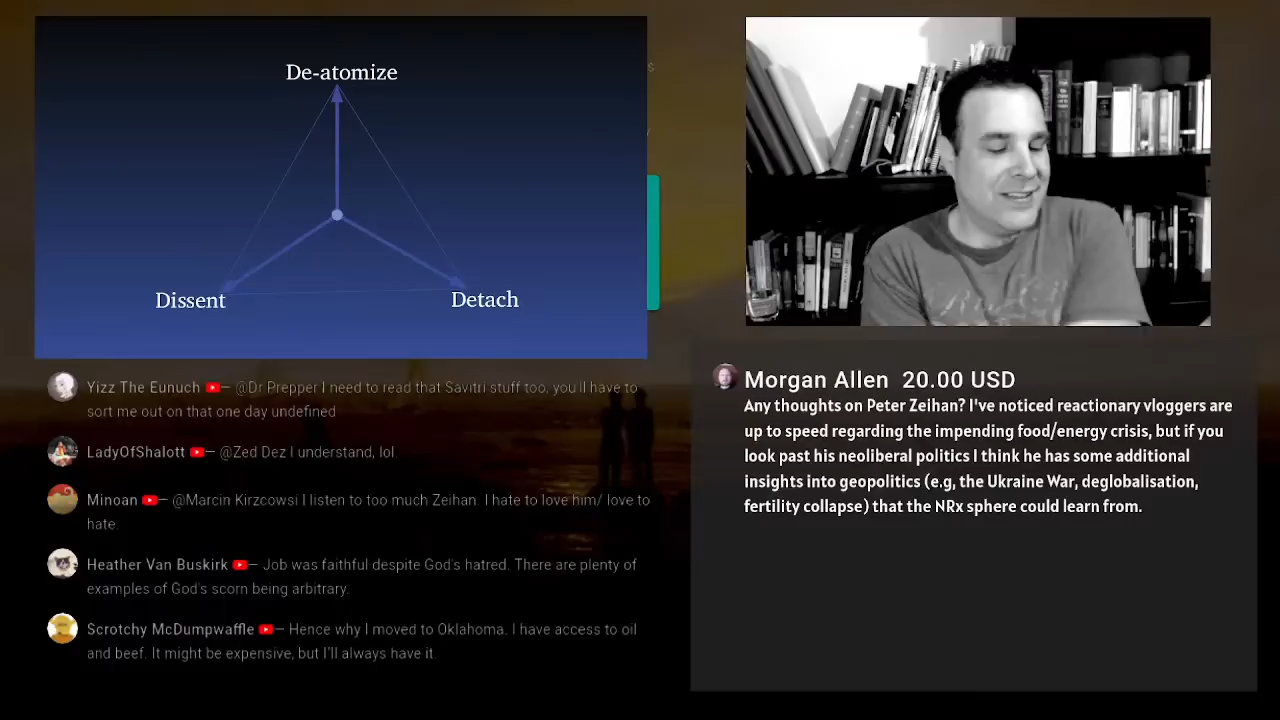 De-atomize
Dissent
Detach
Yizz The Eunuch — @Dr Prepper I need to read that Savitri stuff too, you'll have to
sort me out on that one day undefined
LadyOfShalott — @Zed Dez I understand, lol.
Minoan — @Marcin Kirzcowsi I listen to too much Zeihan. I hate to love him/ love to
hate.
Heather Van Buskirk — Job was faithful despite God's hatred. There are plenty of
examples of God's scorn being arbitrary.
Scrotchy McDumpwaffle — Hence why I moved to Oklahoma. I have access to oil
and beef. It might be expensive, but I'll always have it.
Morgan Allen 20.00 USD
Any thoughts on Peter Zeihan? I've noticed reactionary vloggers are
up to speed regarding the impending food/energy crisis, but if you
look past his neoliberal politics I think he has some additional
insights into geopolitics (e.g, the Ukraine War, deglobalisation,
fertility collapse) that the NRx sphere could learn from.